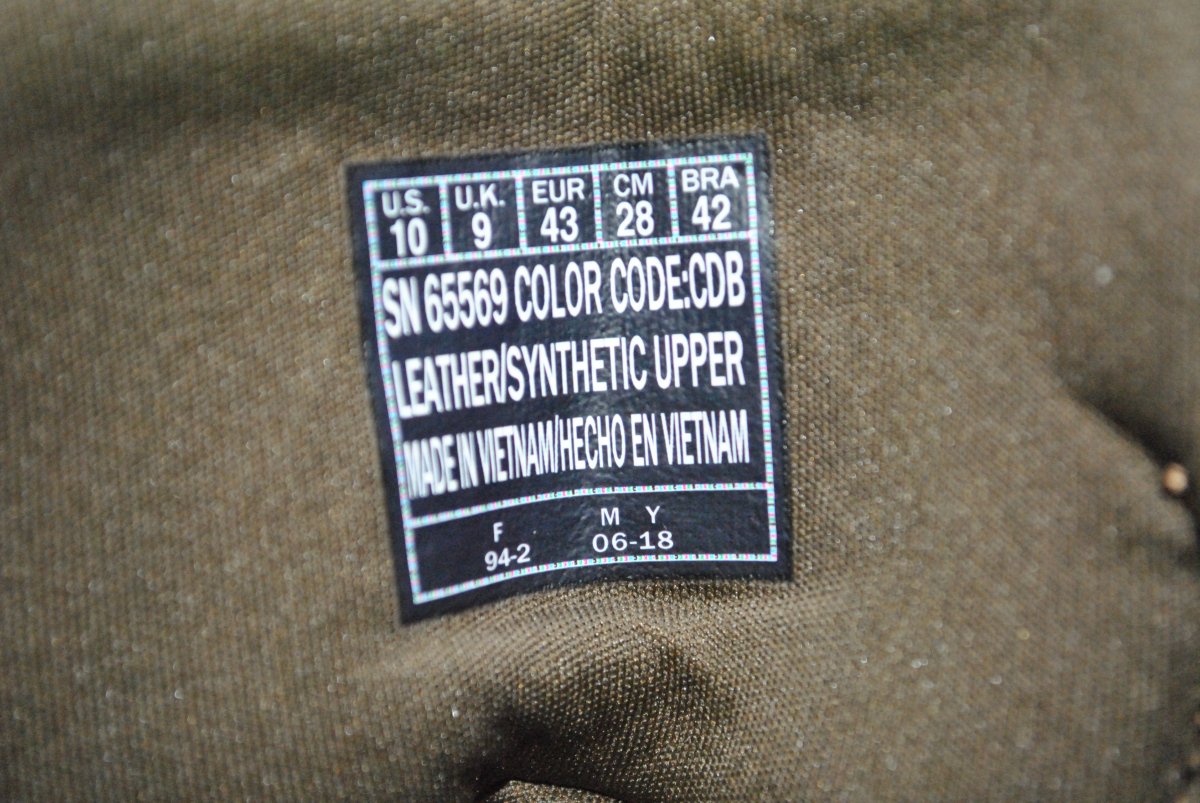 U.S. U.K. EUR CM BRA
10 9 43 28 42
SN 65569 COLOR CODE:CDB
LEATHER/SYNTHETIC UPPER
MADE IN VIETNAM/HECHO EN VIETNAM
F M Y
94-2 06-18